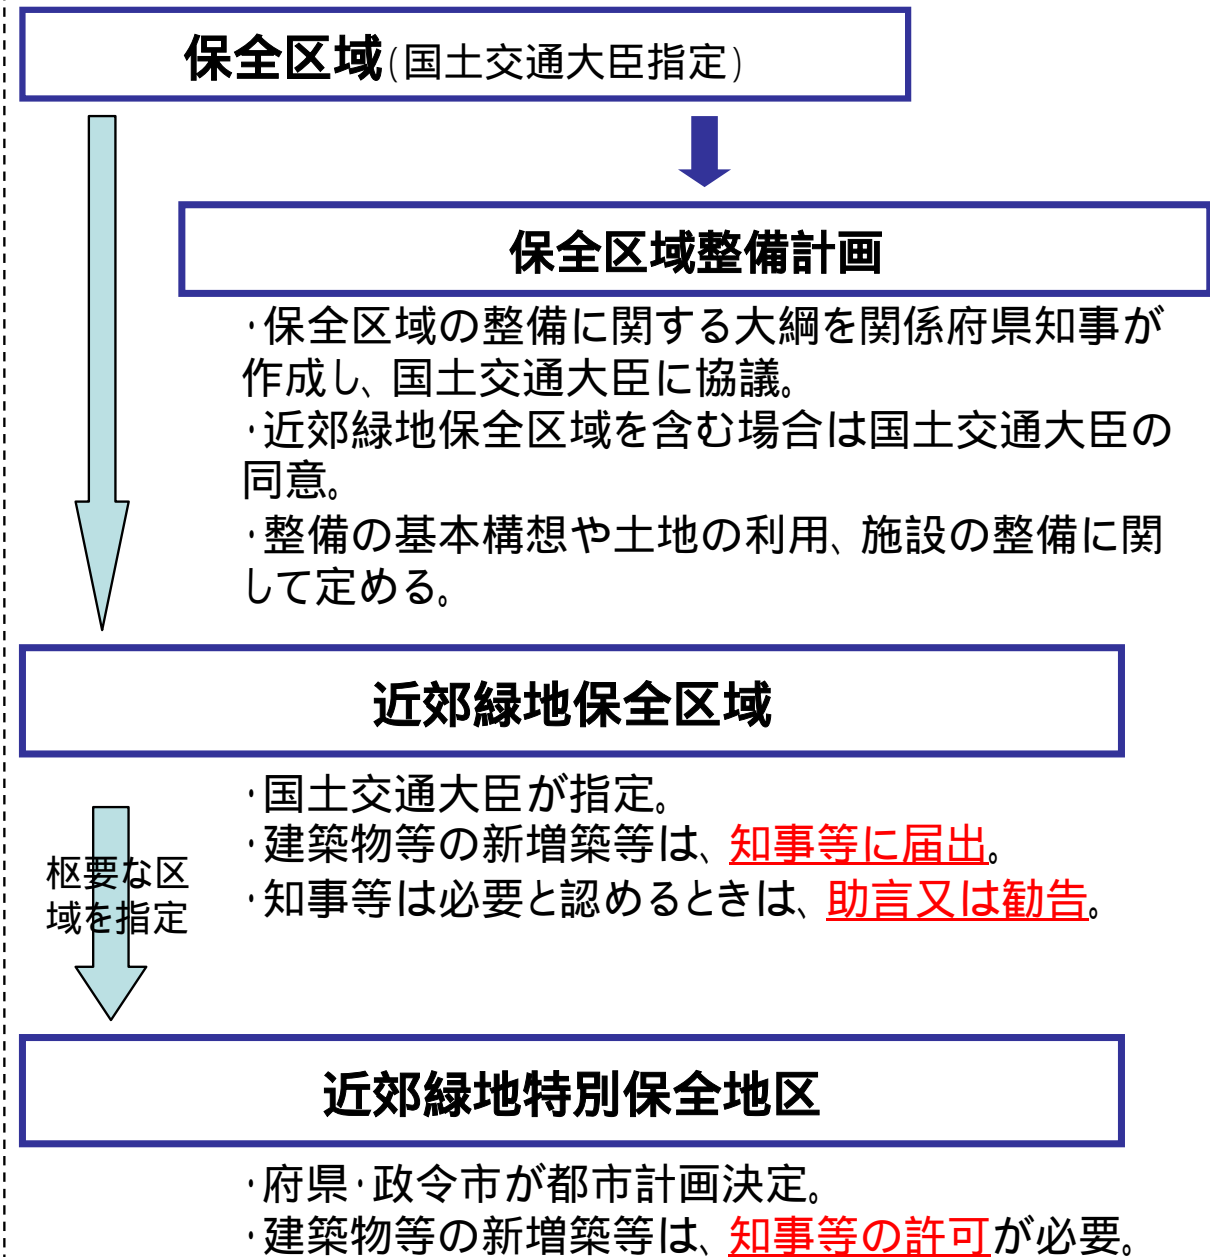 保全区域(国土交通大臣指定)
保全区域整備計画
・保全区域の整備に関する大綱を関係府県知事が
作成し、国土交通大臣に協議。
・近郊緑地保全区域を含む場合は国土交通大臣の
同意。
・整備の基本構想や土地の利用、施設の整備に関
して定める。
近郊緑地保全区域
・国土交通大臣が指定。
・建築物等の新増築等は、知事等に届出。
・知事等は必要と認めるときは、助言又は勧告。
枢要な区
域を指定
近郊緑地特別保全地区
・府県・政令市が都市計画決定。
・建築物等の新増築等は、知事等の許可が必要。